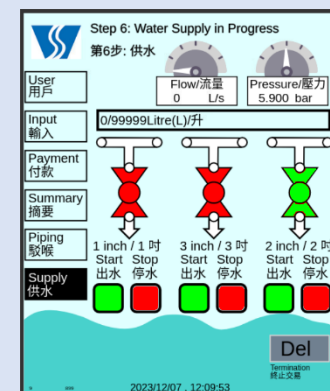 Step 6: Water Supply in Progress
第6步: 供水
Flow/流量
0 L/s
Pressure/壓力
5.900 bar
User
用戶
Input
輸入
Payment
付款
Summary
摘要
Piping
駁喉
Supply
供水
0/99999Litre(L)/升
1 inch / 1 吋
Start Stop
出水 停水
3 inch / 3 吋
Start Stop
出水 停水
2 inch / 2 吋
Start Stop
出水 停水
Del
Termination
終止交易
2023/12/07 , 12:09:53